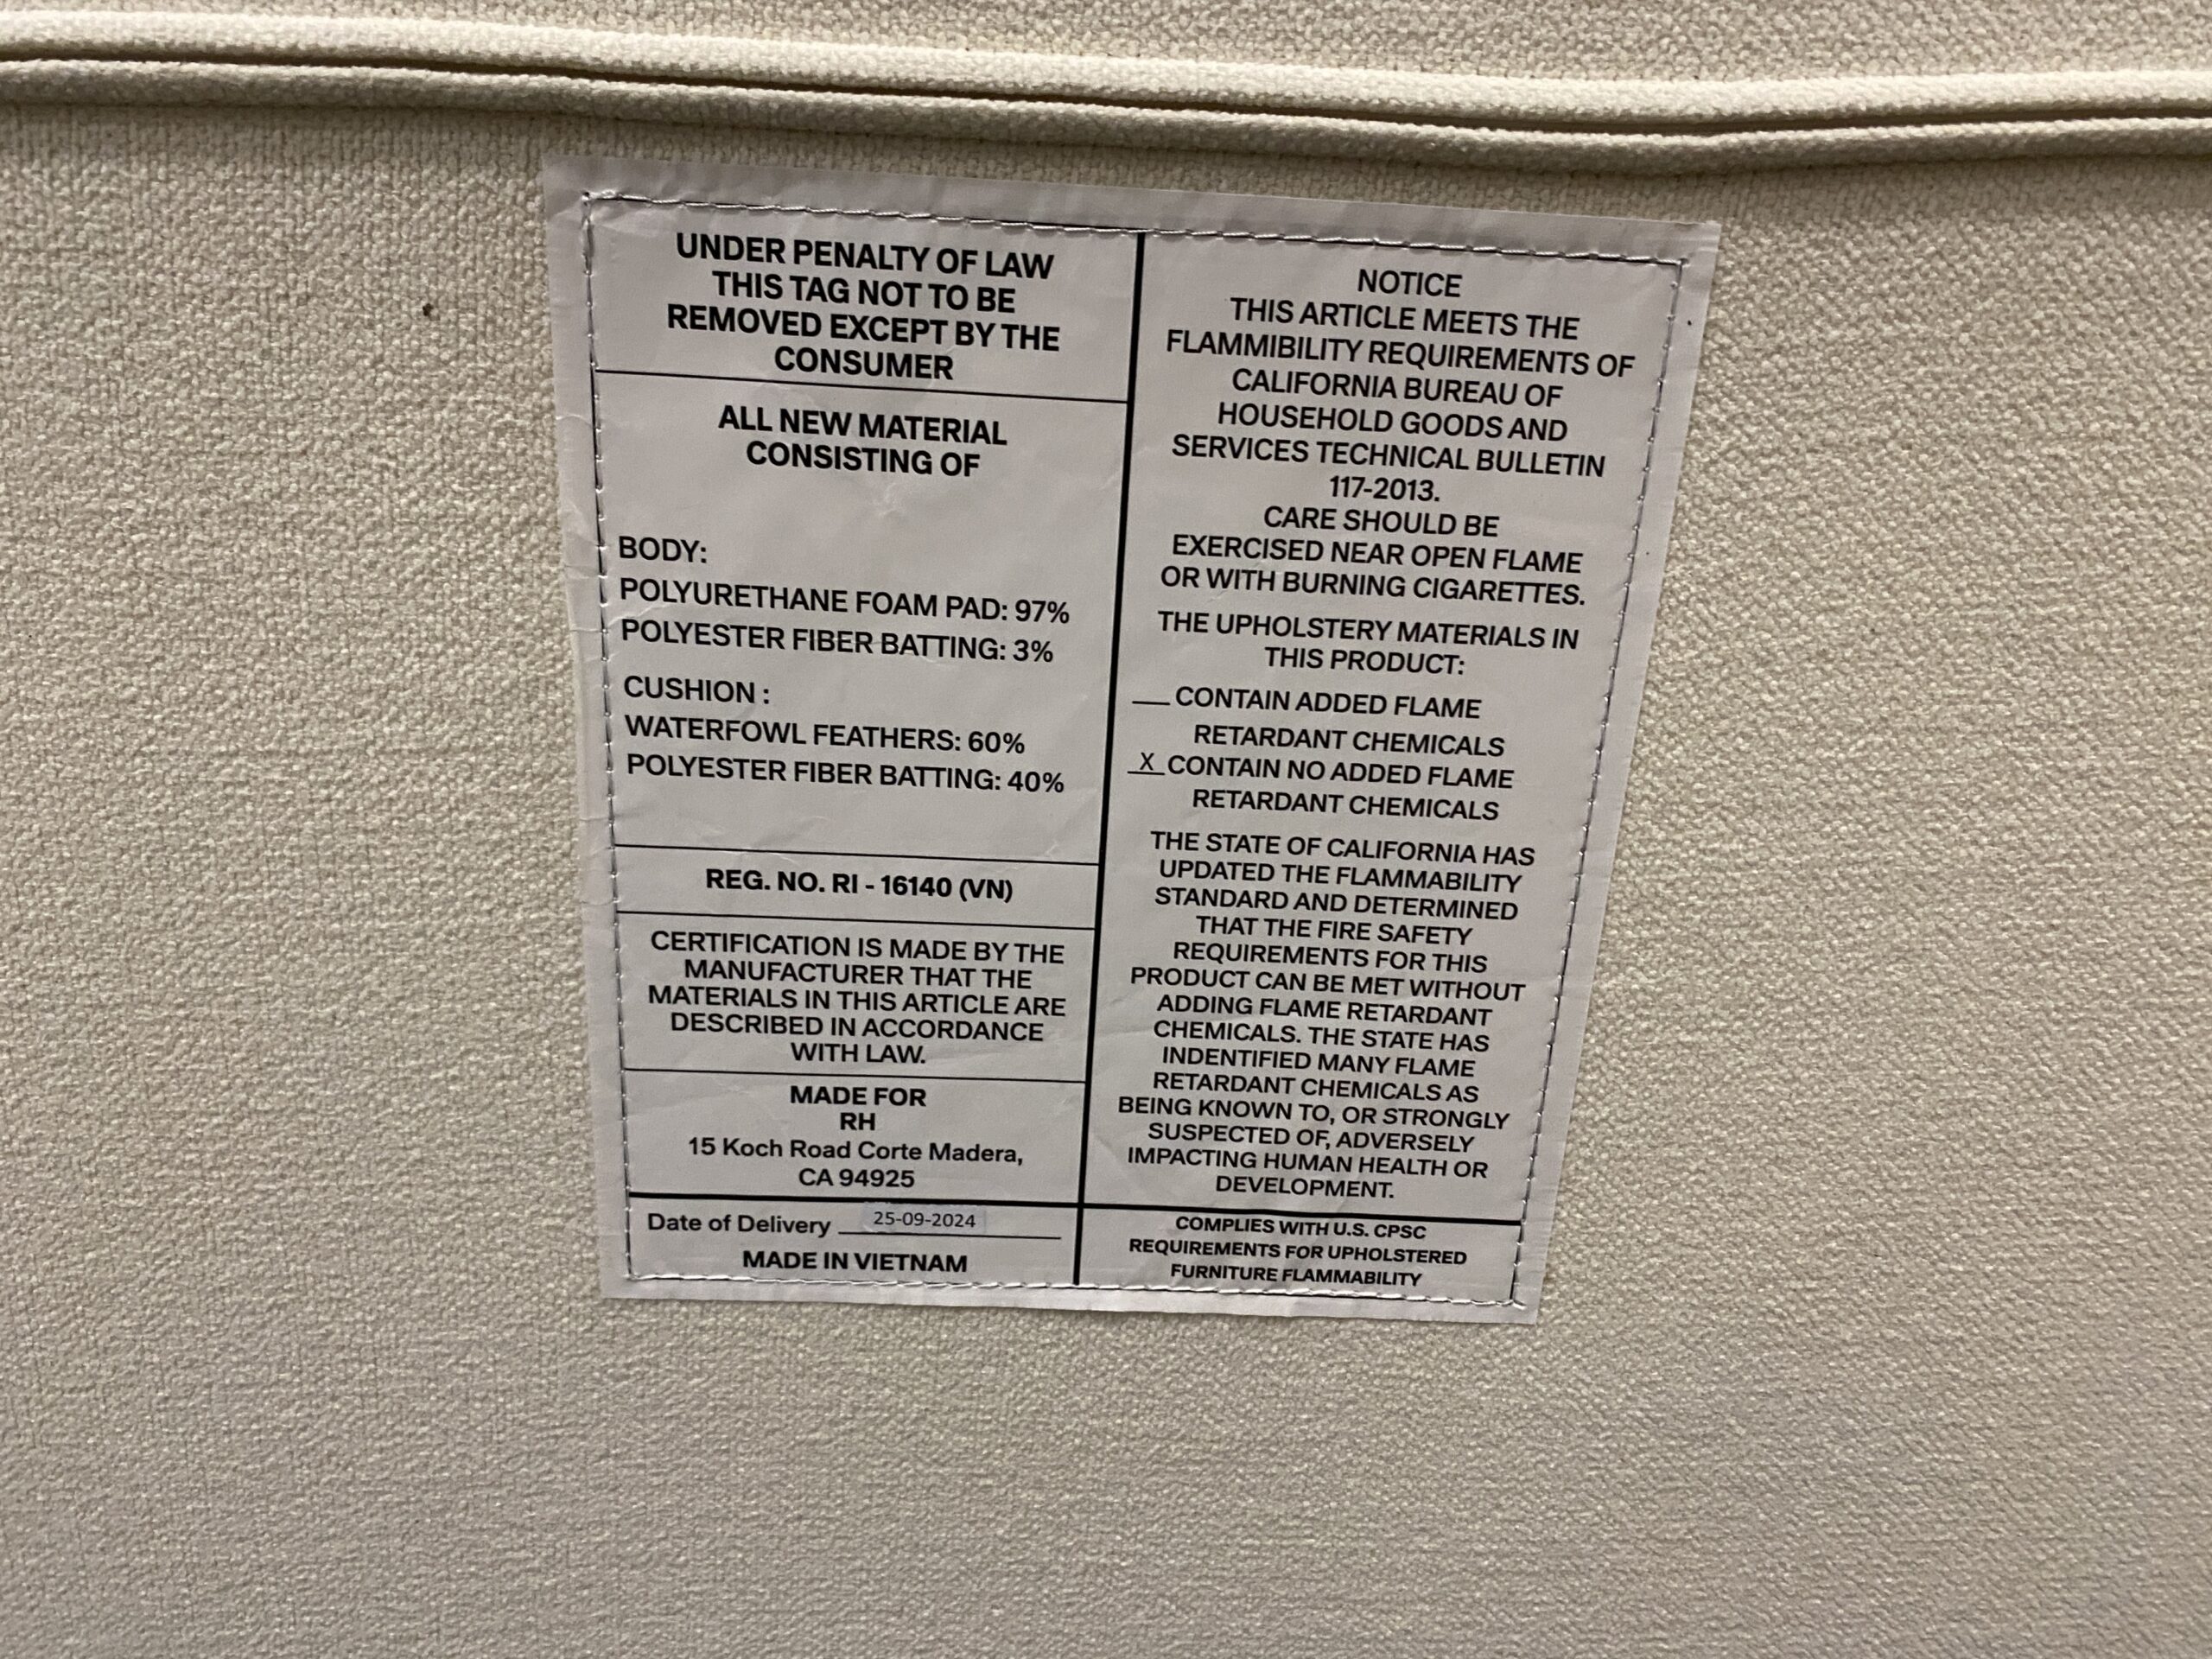 UNDER PENALTY OF LAW
THIS TAG NOT TO BE
REMOVED EXCEPT BY THE
CONSUMER
ALL NEW MATERIAL
CONSISTING OF
BODY:
POLYURETHANE FOAM PAD: 97%
POLYESTER FIBER BATTING: 3%
CUSHION :
WATERFOWL FEATHERS: 60%
POLYESTER FIBER BATTING: 40%
REG. NO. RI - 16140 (VN)
CERTIFICATION IS MADE BY THE
MANUFACTURER THAT THE
MATERIALS IN THIS ARTICLE ARE
DESCRIBED IN ACCORDANCE
WITH LAW.
MADE FOR
RH
15 Koch Road Corte Madera,
CA 94925
Date of Delivery 25-09-2024
MADE IN VIETNAM
NOTICE
THIS ARTICLE MEETS THE
FLAMMIBILITY REQUIREMENTS OF
CALIFORNIA BUREAU OF
HOUSEHOLD GOODS AND
SERVICES TECHNICAL BULLETIN
117-2013.
CARE SHOULD BE
EXERCISED NEAR OPEN FLAME
OR WITH BURNING CIGARETTES.
THE UPHOLSTERY MATERIALS IN
THIS PRODUCT:
___ CONTAIN ADDED FLAME
RETARDANT CHEMICALS
X CONTAIN NO ADDED FLAME
RETARDANT CHEMICALS
THE STATE OF CALIFORNIA HAS
UPDATED THE FLAMMABILITY
STANDARD AND DETERMINED
THAT THE FIRE SAFETY
REQUIREMENTS FOR THIS
PRODUCT CAN BE MET WITHOUT
ADDING FLAME RETARDANT
CHEMICALS. THE STATE HAS
INDENTIFIED MANY FLAME
RETARDANT CHEMICALS AS
BEING KNOWN TO, OR STRONGLY
SUSPECTED OF, ADVERSELY
IMPACTING HUMAN HEALTH OR
DEVELOPMENT.
COMPLIES WITH U.S. CPSC
REQUIREMENTS FOR UPHOLSTERED
FURNITURE FLAMMABILITY